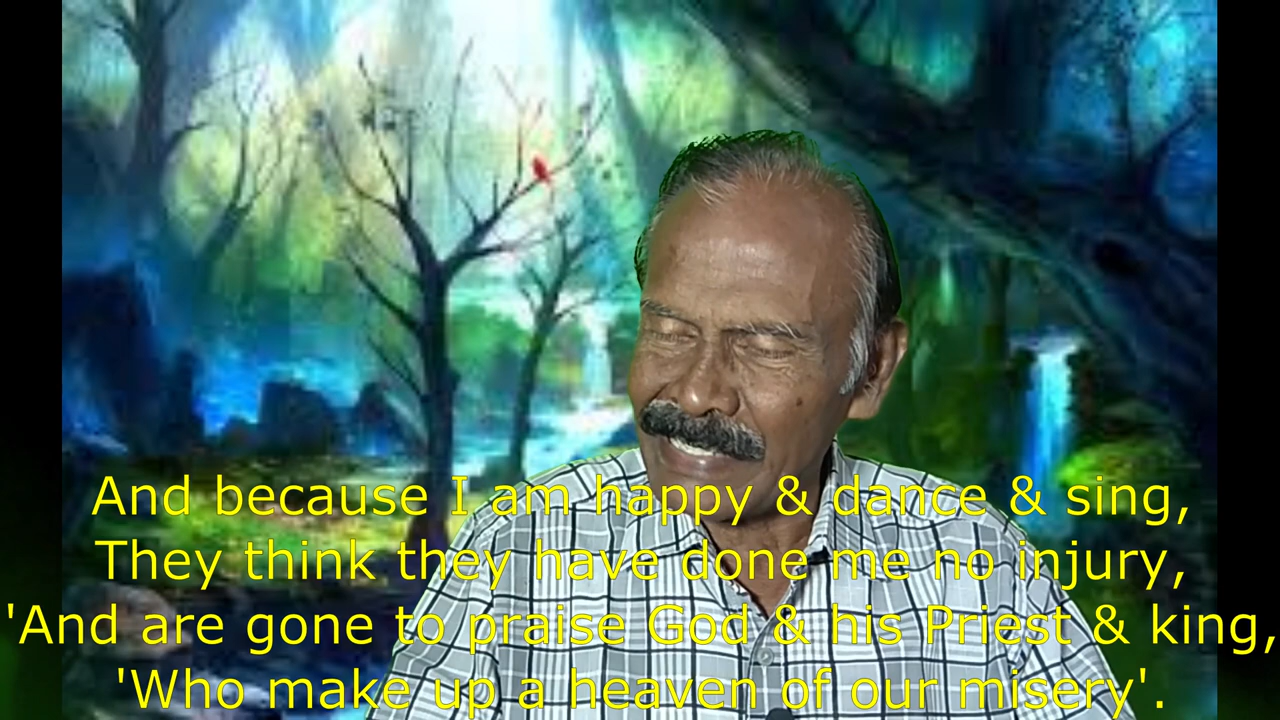 And because I am happy & dance & sing,
They think they have done me no injury,
'And are gone to praise God & his Priest & king,
'Who make up a heaven of our misery'.